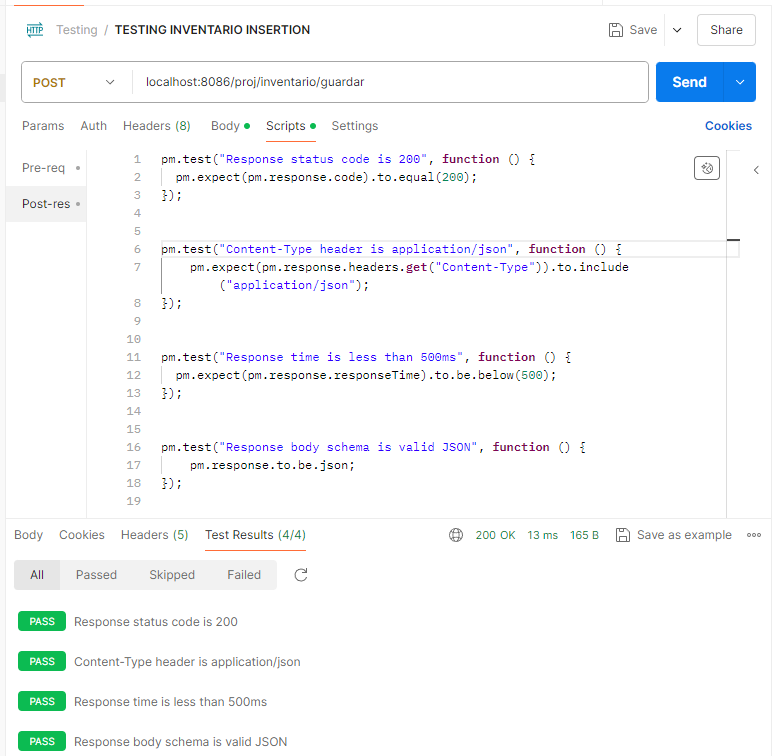 HTTP Testing / TESTING INVENTARIO INSERTION Save Share
POST localhost:8086/proj/inventario/guardar Send
Params Auth Headers (8) Body Scripts Settings Cookies
Pre-req
Post-res
1 pm.test("Response status code is 200", function () {
2 pm.expect(pm.response.code).to.equal(200);
3 });
4
5
6 pm.test("Content-Type header is application/json", function () {
7 pm.expect(pm.response.headers.get("Content-Type")).to.include
("application/json");
8 });
9
10
11 pm.test("Response time is less than 500ms", function () {
12 pm.expect(pm.response.responseTime).to.be.below(500);
13 });
14
15
16 pm.test("Response body schema is valid JSON", function () {
17 pm.response.to.be.json;
18 });
19
Body Cookies Headers (5) Test Results (4/4) 200 OK 13 ms 165 B Save as example
All Passed Skipped Failed
PASS Response status code is 200
PASS Content-Type header is application/json
PASS Response time is less than 500ms
PASS Response body schema is valid JSON